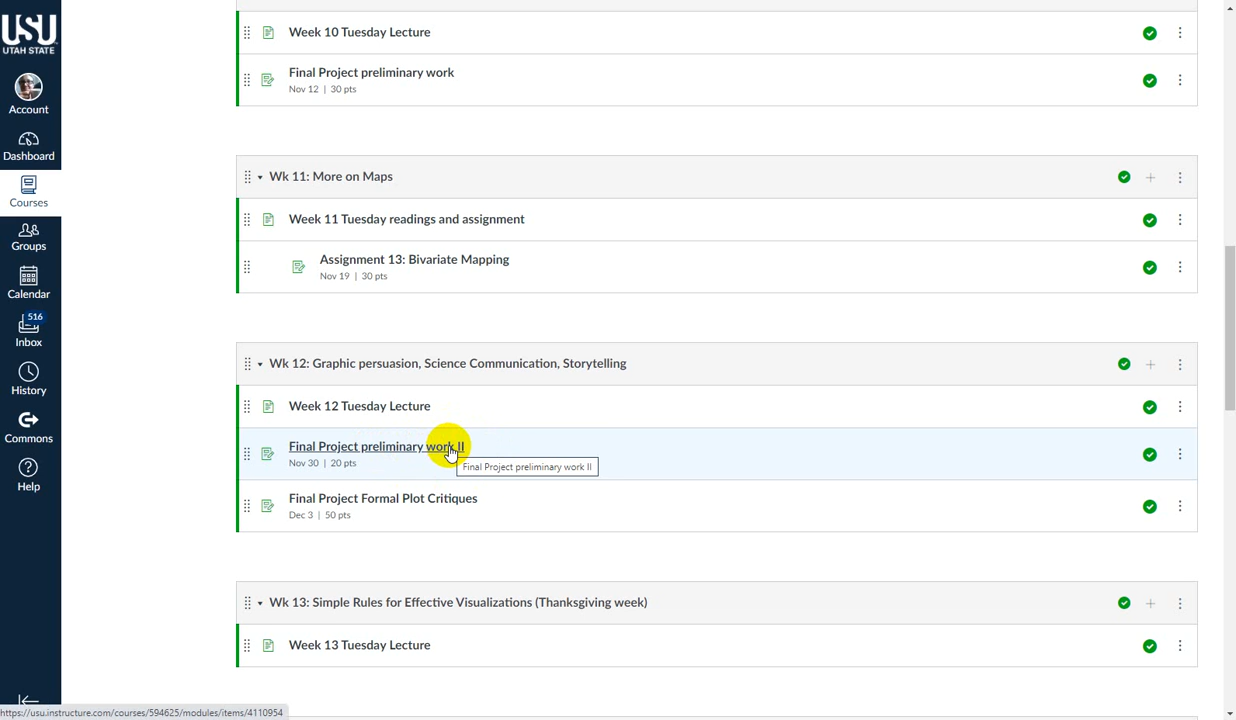 USU
UTAH STATE
Account
Dashboard
Courses
Groups
Calendar
516
Inbox
History
Commons
Help
Week 10 Tuesday Lecture
Final Project preliminary work
Nov 12 | 30 pts
Wk 11: More on Maps
Week 11 Tuesday readings and assignment
Assignment 13: Bivariate Mapping
Nov 19 | 30 pts
Wk 12: Graphic persuasion, Science Communication, Storytelling
Week 12 Tuesday Lecture
Final Project preliminary work II
Nov 30 | 20 pts
Final Project preliminary work II
Final Project Formal Plot Critiques
Dec 3 | 50 pts
Wk 13: Simple Rules for Effective Visualizations (Thanksgiving week)
Week 13 Tuesday Lecture
https://usu.instructure.com/courses/594625/modules/items/4110954